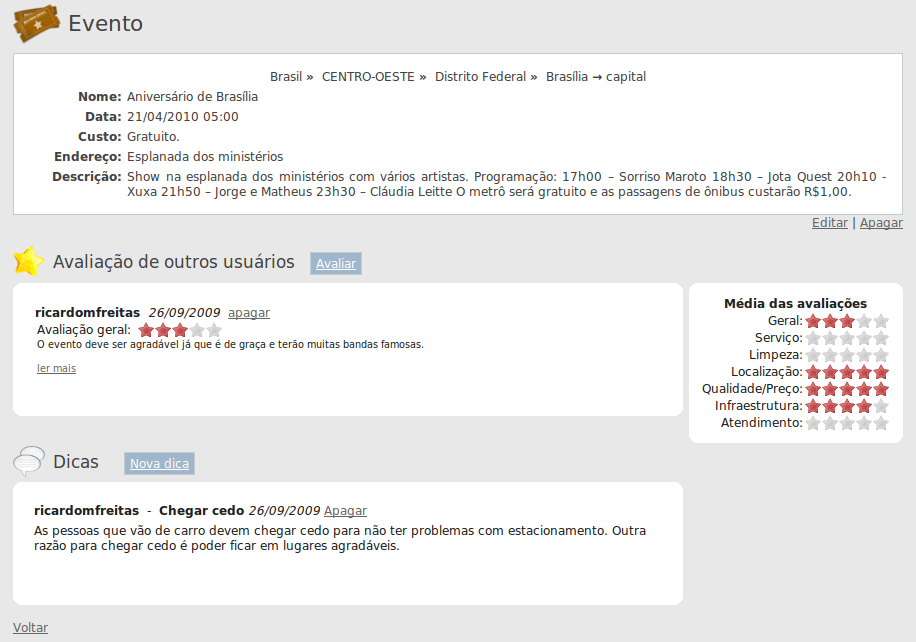 Evento
Brasil » CENTRO-OESTE » Distrito Federal » Brasília → capital
Nome: Aniversário de Brasília
Data: 21/04/2010 05:00
Custo: Gratuito.
Endereço: Esplanada dos ministérios
Descrição: Show na esplanada dos ministérios com vários artistas. Programação: 17h00 – Sorriso Maroto 18h30 – Jota Quest 20h10 -
Xuxa 21h50 – Jorge e Matheus 23h30 – Cláudia Leitte O metrô será gratuito e as passagens de ônibus custarão R$1,00.
Editar | Apagar
Avaliação de outros usuários Avaliar
ricardomfreitas 26/09/2009 apagar
Avaliação geral:
O evento deve ser agradável já que é de graça e terão muitas bandas famosas.
ler mais
Média das avaliações
Geral:
Serviço:
Limpeza:
Localização:
Qualidade/Preço:
Infraestrutura:
Atendimento:
Dicas Nova dica
ricardomfreitas - Chegar cedo 26/09/2009 Apagar
As pessoas que vão de carro devem chegar cedo para não ter problemas com estacionamento. Outra
razão para chegar cedo é poder ficar em lugares agradáveis.
Voltar